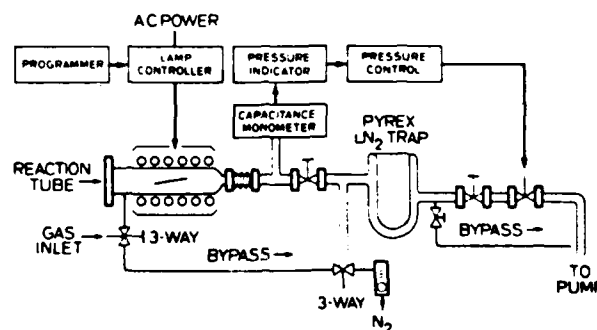 AC POWER
PROGRAMMER
LAMP
CONTROLLER
PRESSURE
INDICATOR
PRESSURE
CONTROL
CAPACITANCE
MONOMETER
PYREX
LN₂ TRAP
REACTION
TUBE
GAS
INLET
3-WAY
BYPASS
3-WAY
N₂
BYPASS
TO
PUMP